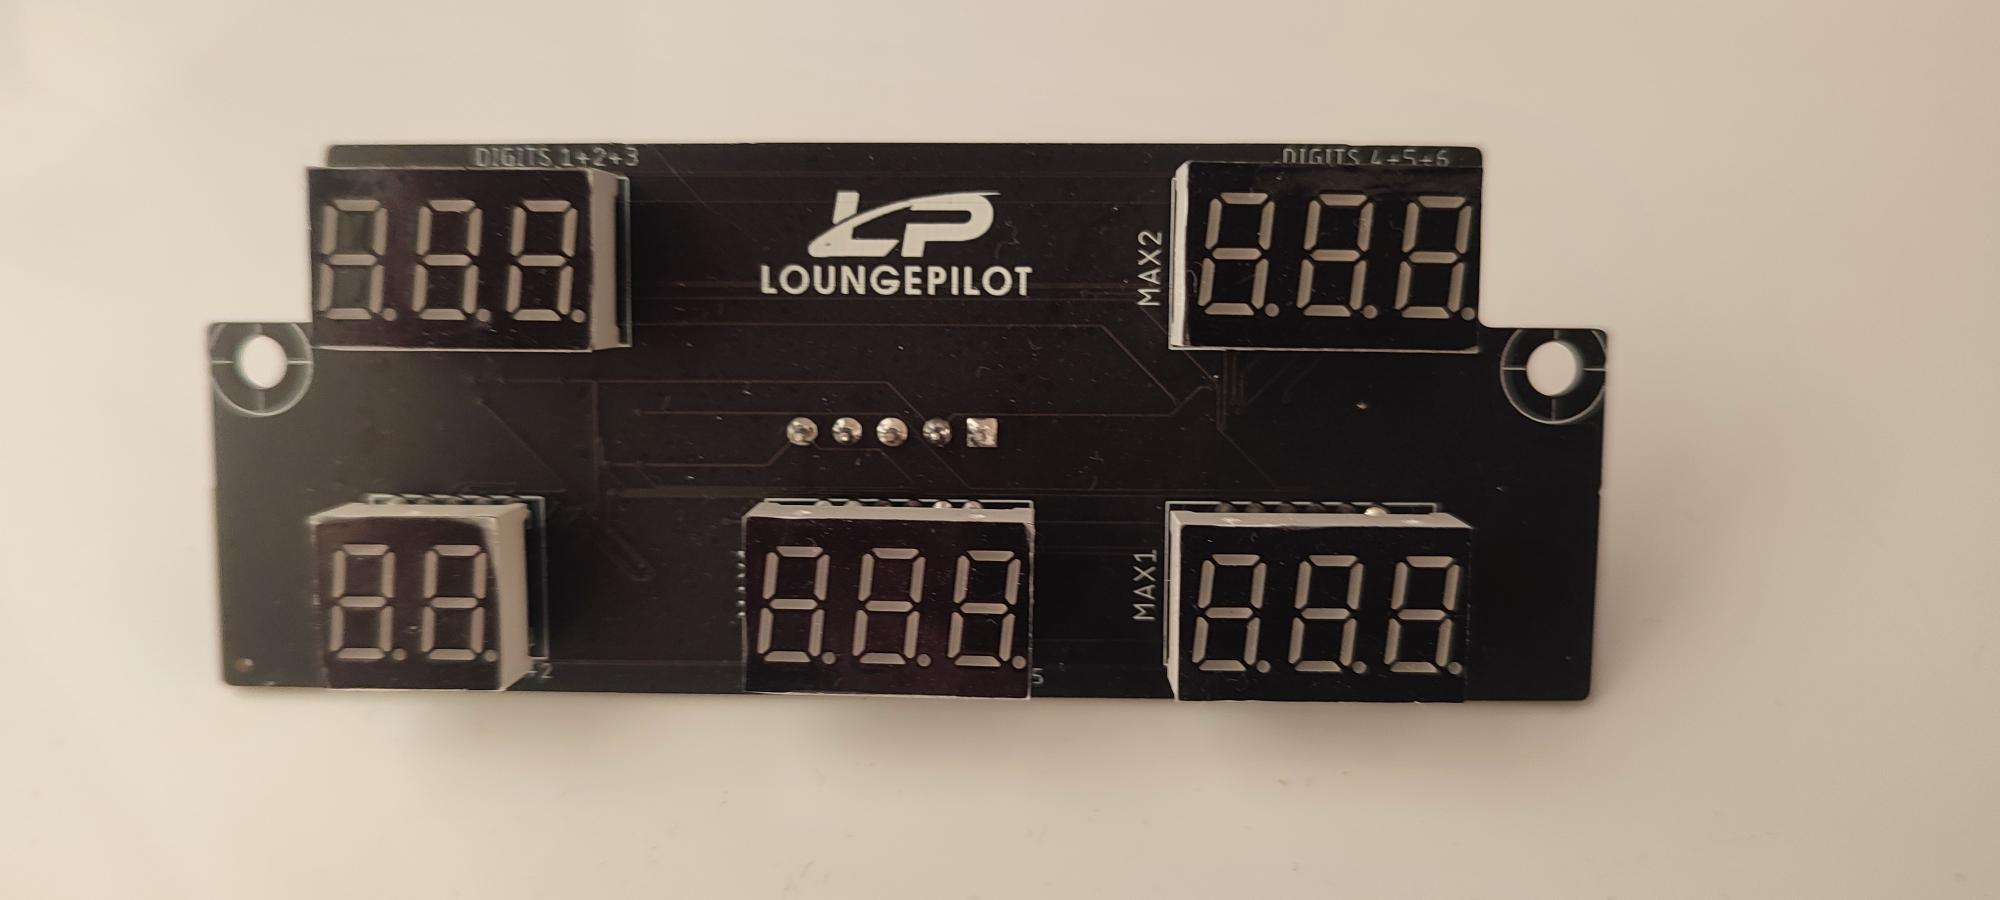 DIGITS 1+2+3
DIGITS 4+5+6
LP
LOUNGEPILOT
MAX2
MAX1